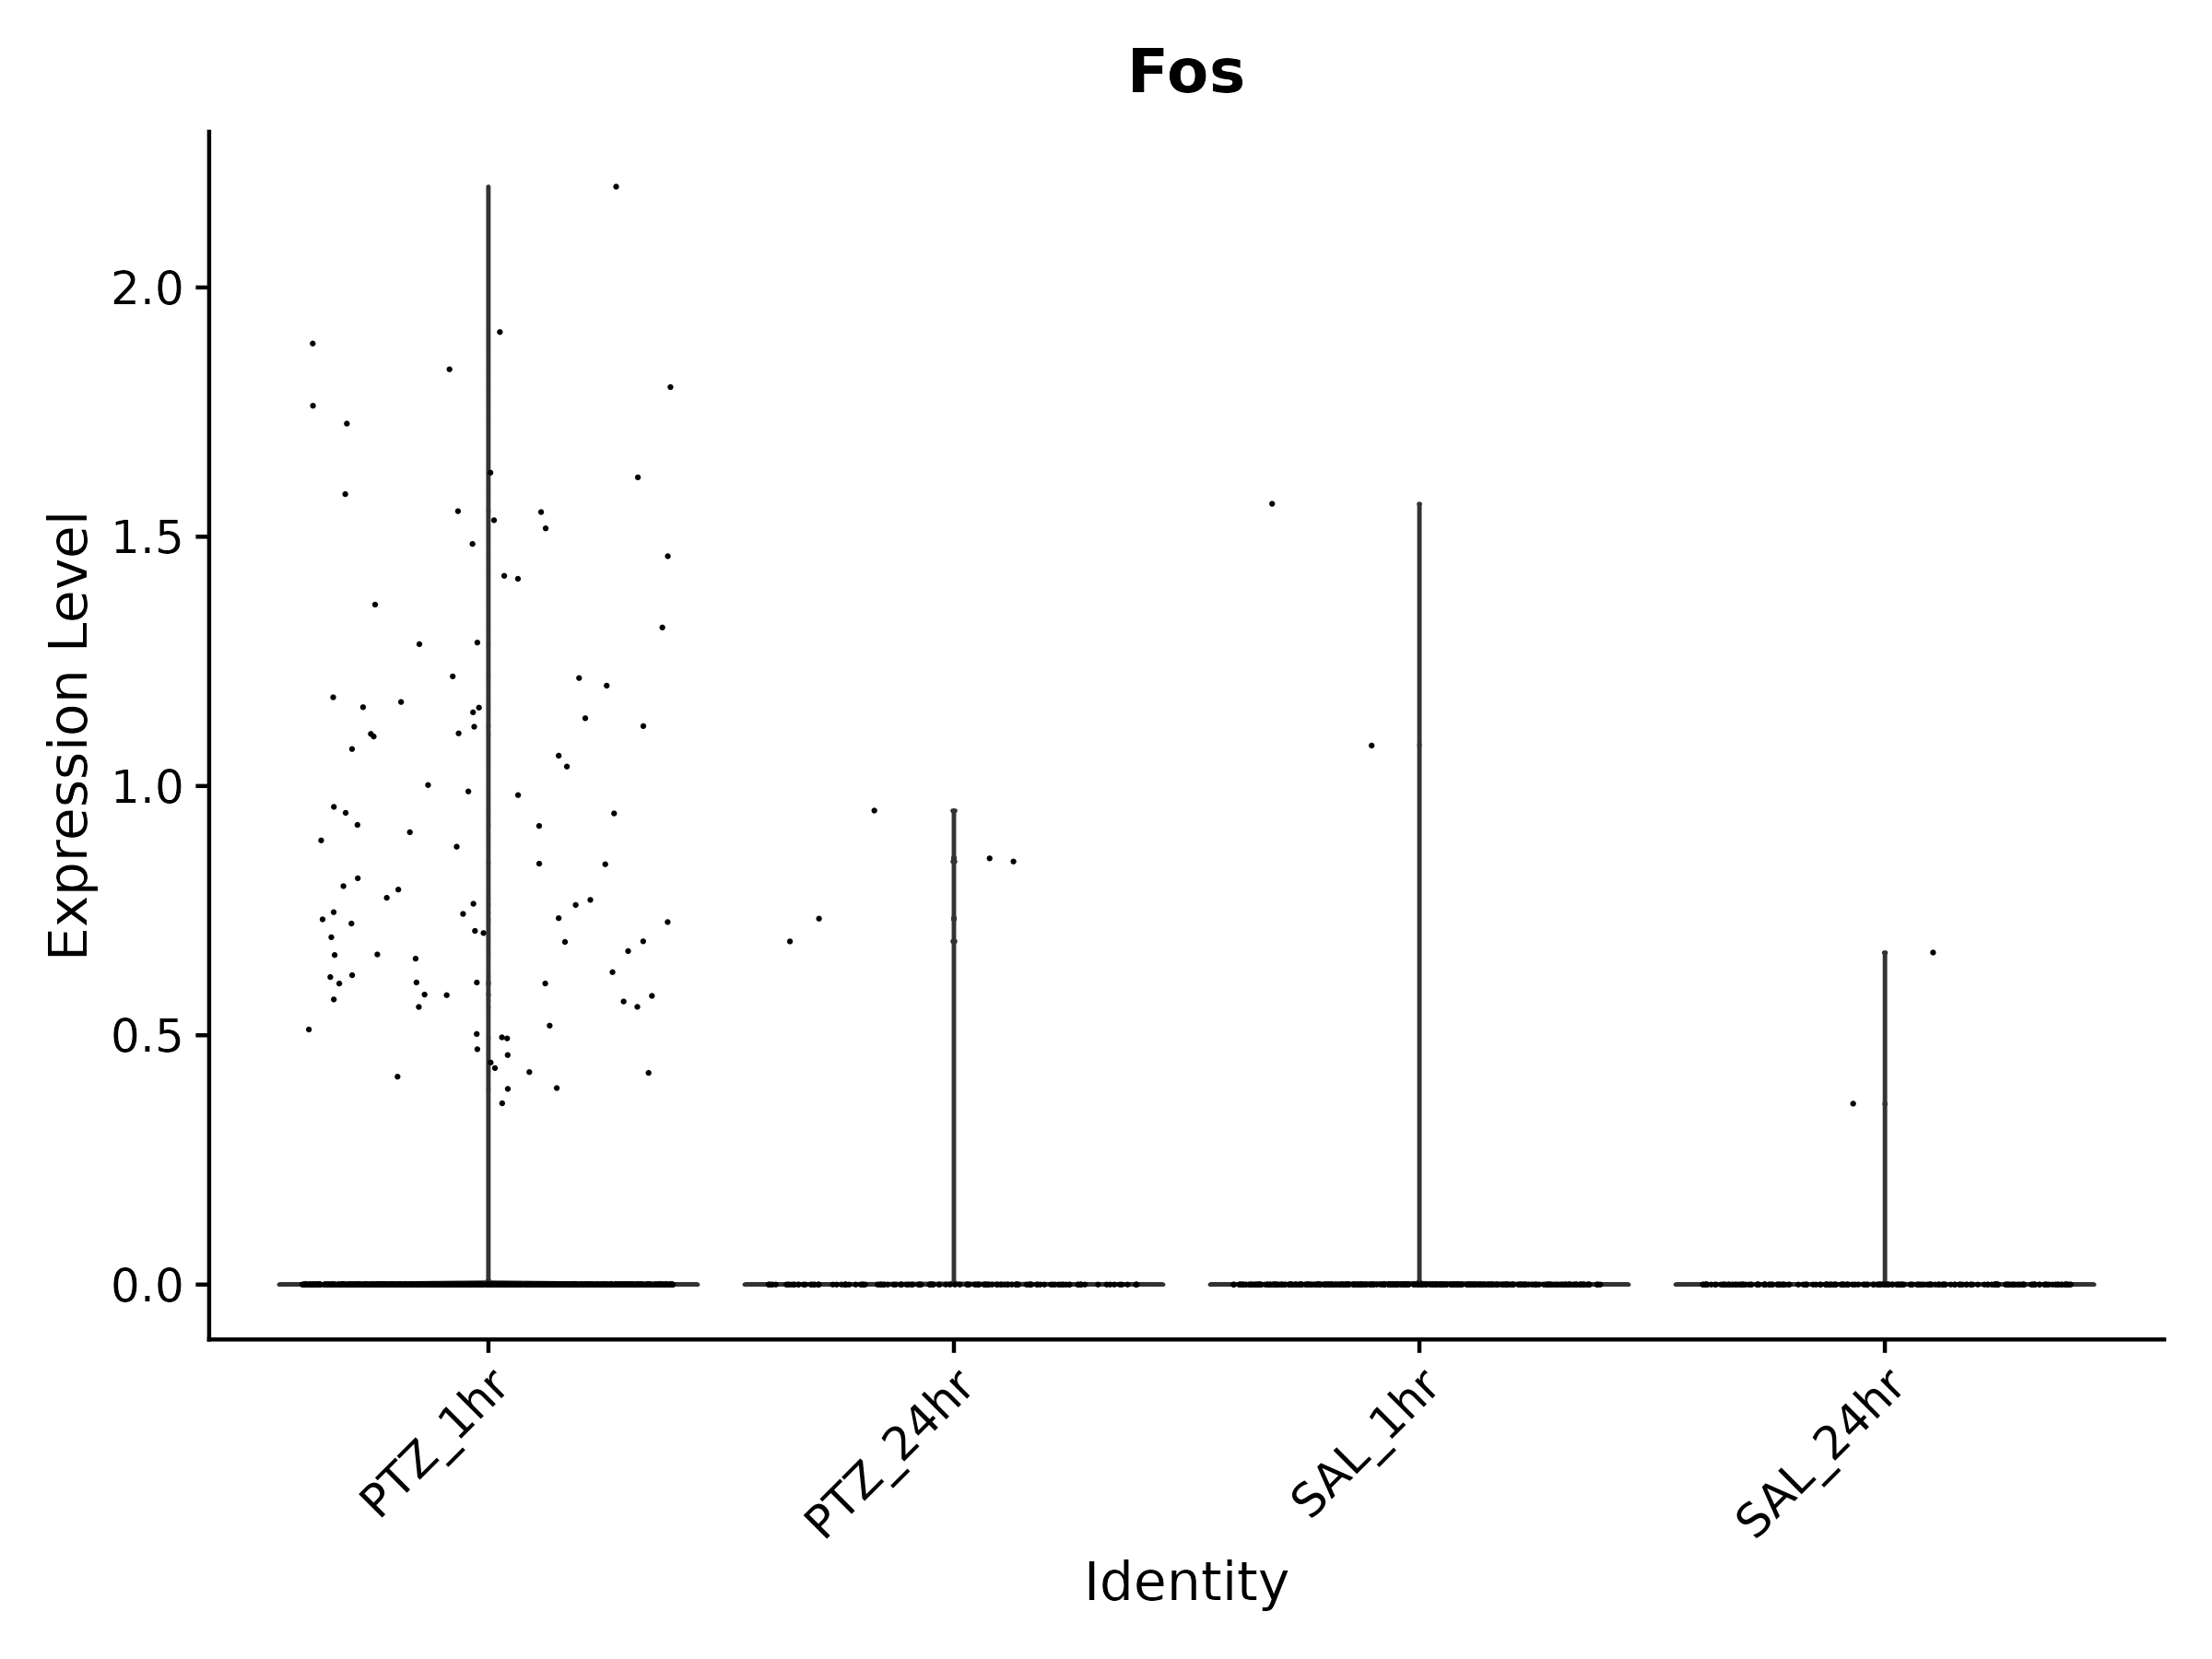 Fos
Expression Level
2.0
1.5
1.0
0.5
0.0
PTZ_1hr
PTZ_24hr
SAL_1hr
SAL_24hr
Identity